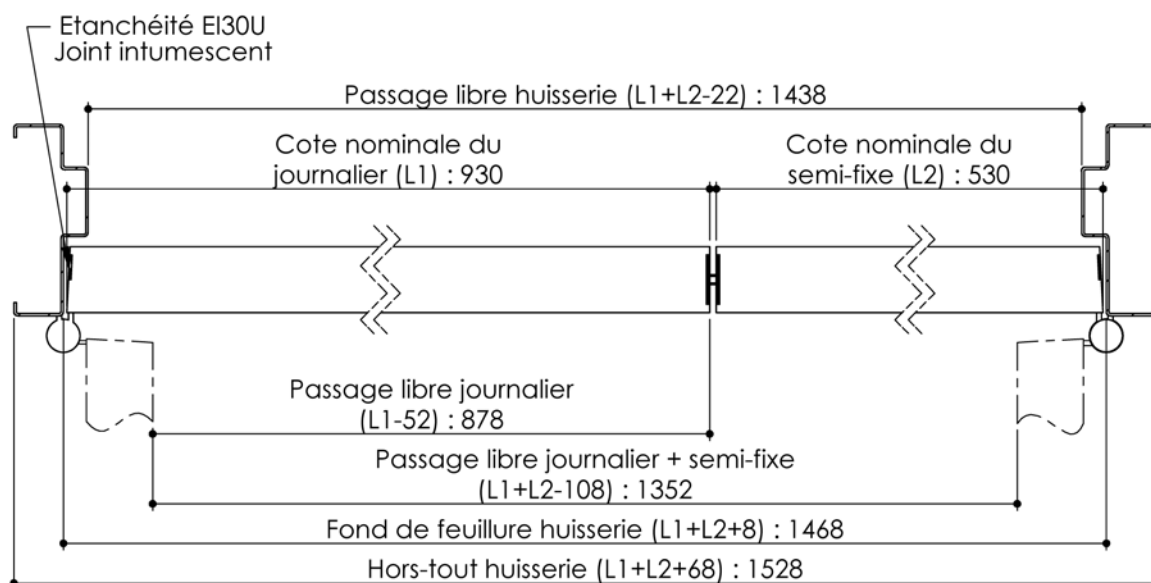 Etanchéité EI30U
Joint intumescent
Passage libre huisserie (L1+L2-22) : 1438
Cote nominale du
journalier (L1) : 930
Cote nominale du
semi-fixe (L2) : 530
Passage libre journalier
(L1-52) : 878
Passage libre journalier + semi-fixe
(L1+L2-108) : 1352
Fond de feuillure huisserie (L1+L2+8) : 1468
Hors-tout huisserie (L1+L2+68) : 1528